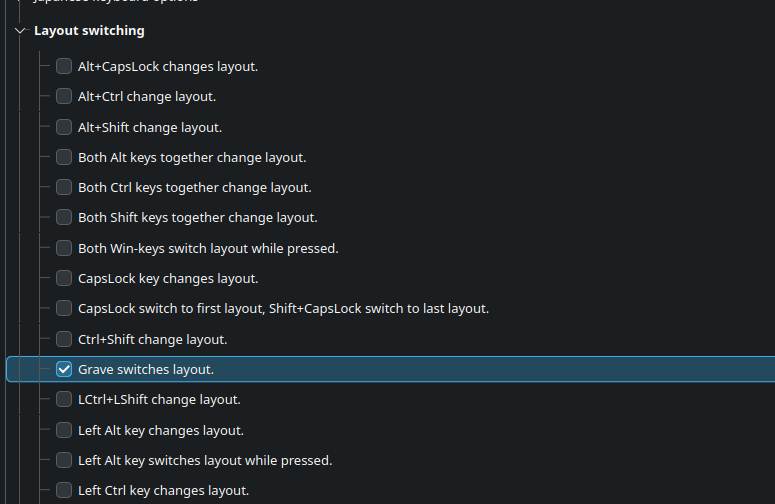 Japanese keyboard options
Layout switching
Alt+CapsLock changes layout.
Alt+Ctrl change layout.
Alt+Shift change layout.
Both Alt keys together change layout.
Both Ctrl keys together change layout.
Both Shift keys together change layout.
Both Win-keys switch layout while pressed.
CapsLock key changes layout.
CapsLock switch to first layout, Shift+CapsLock switch to last layout.
Ctrl+Shift change layout.
Grave switches layout.
LCtrl+LShift change layout.
Left Alt key changes layout.
Left Alt key switches layout while pressed.
Left Ctrl key changes layout.